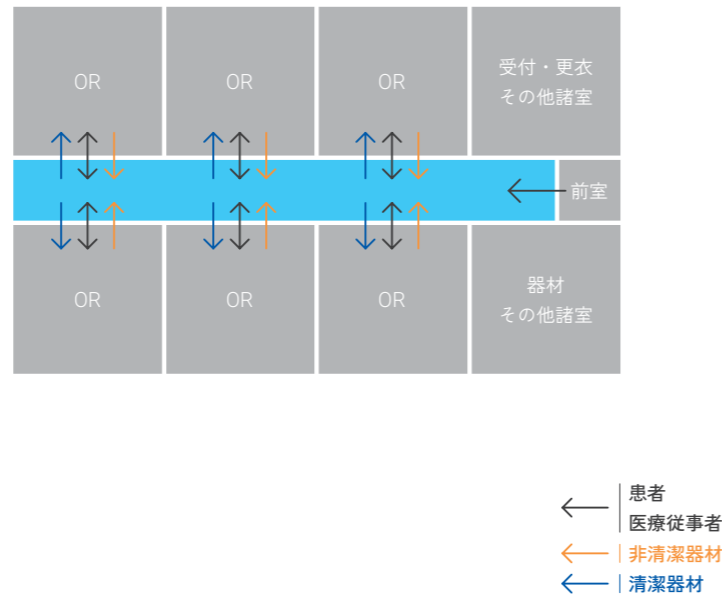 OR
OR
OR
受付・更衣
その他諸室
前室
OR
OR
OR
器材
その他諸室
患者
医療従事者
非清潔器材
清潔器材